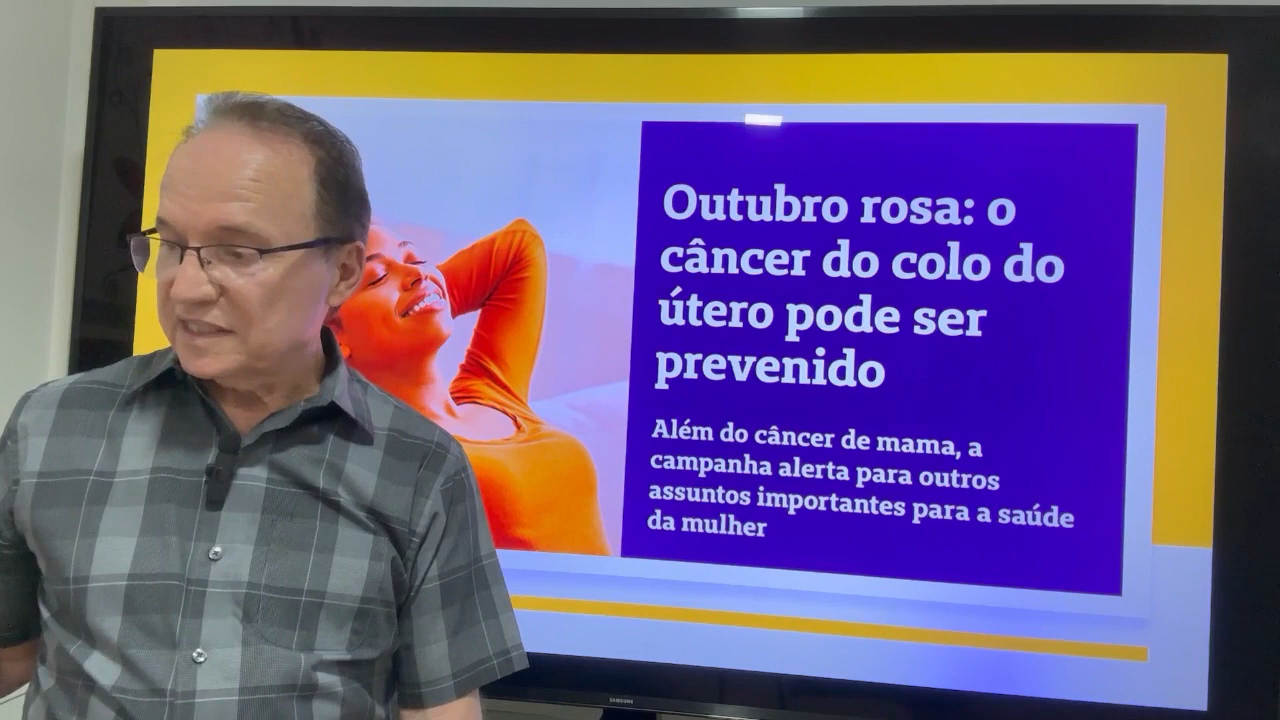 Outubro rosa: o
câncer do colo do
útero pode ser
prevenido
Além do câncer de mama, a
campanha alerta para outros
assuntos importantes para a saúde
da mulher
SAMSUNG